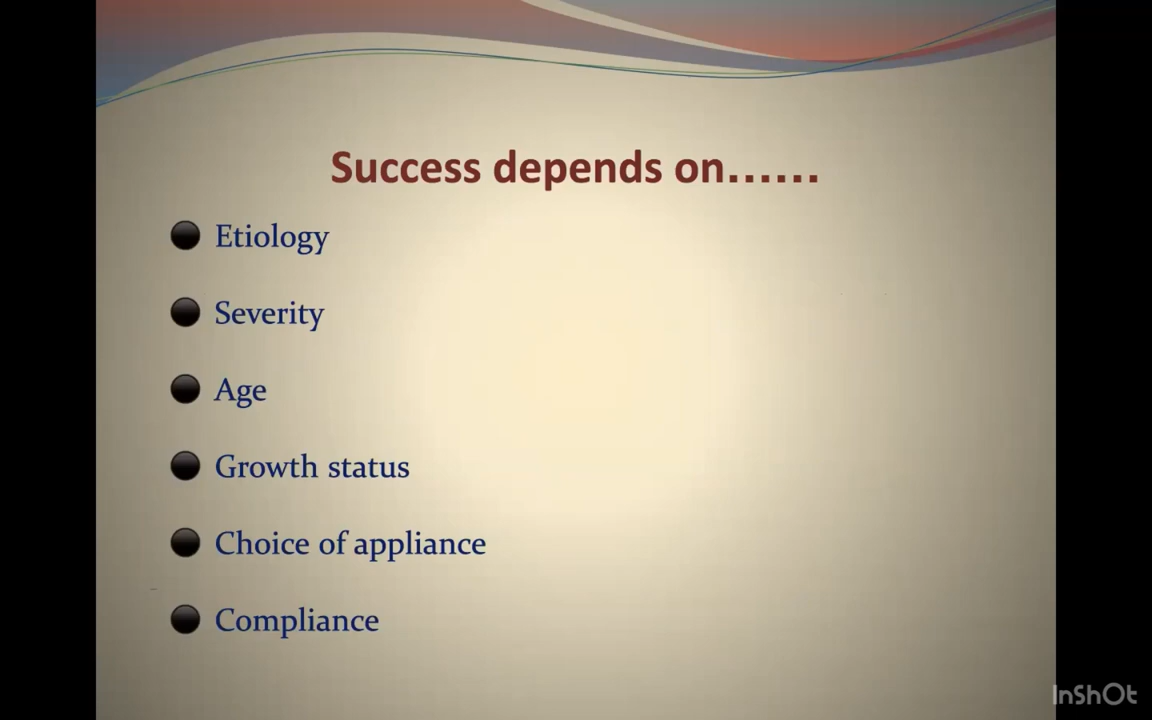 Success depends on......
Etiology
Severity
Age
Growth status
Choice of appliance
Compliance
InShOt